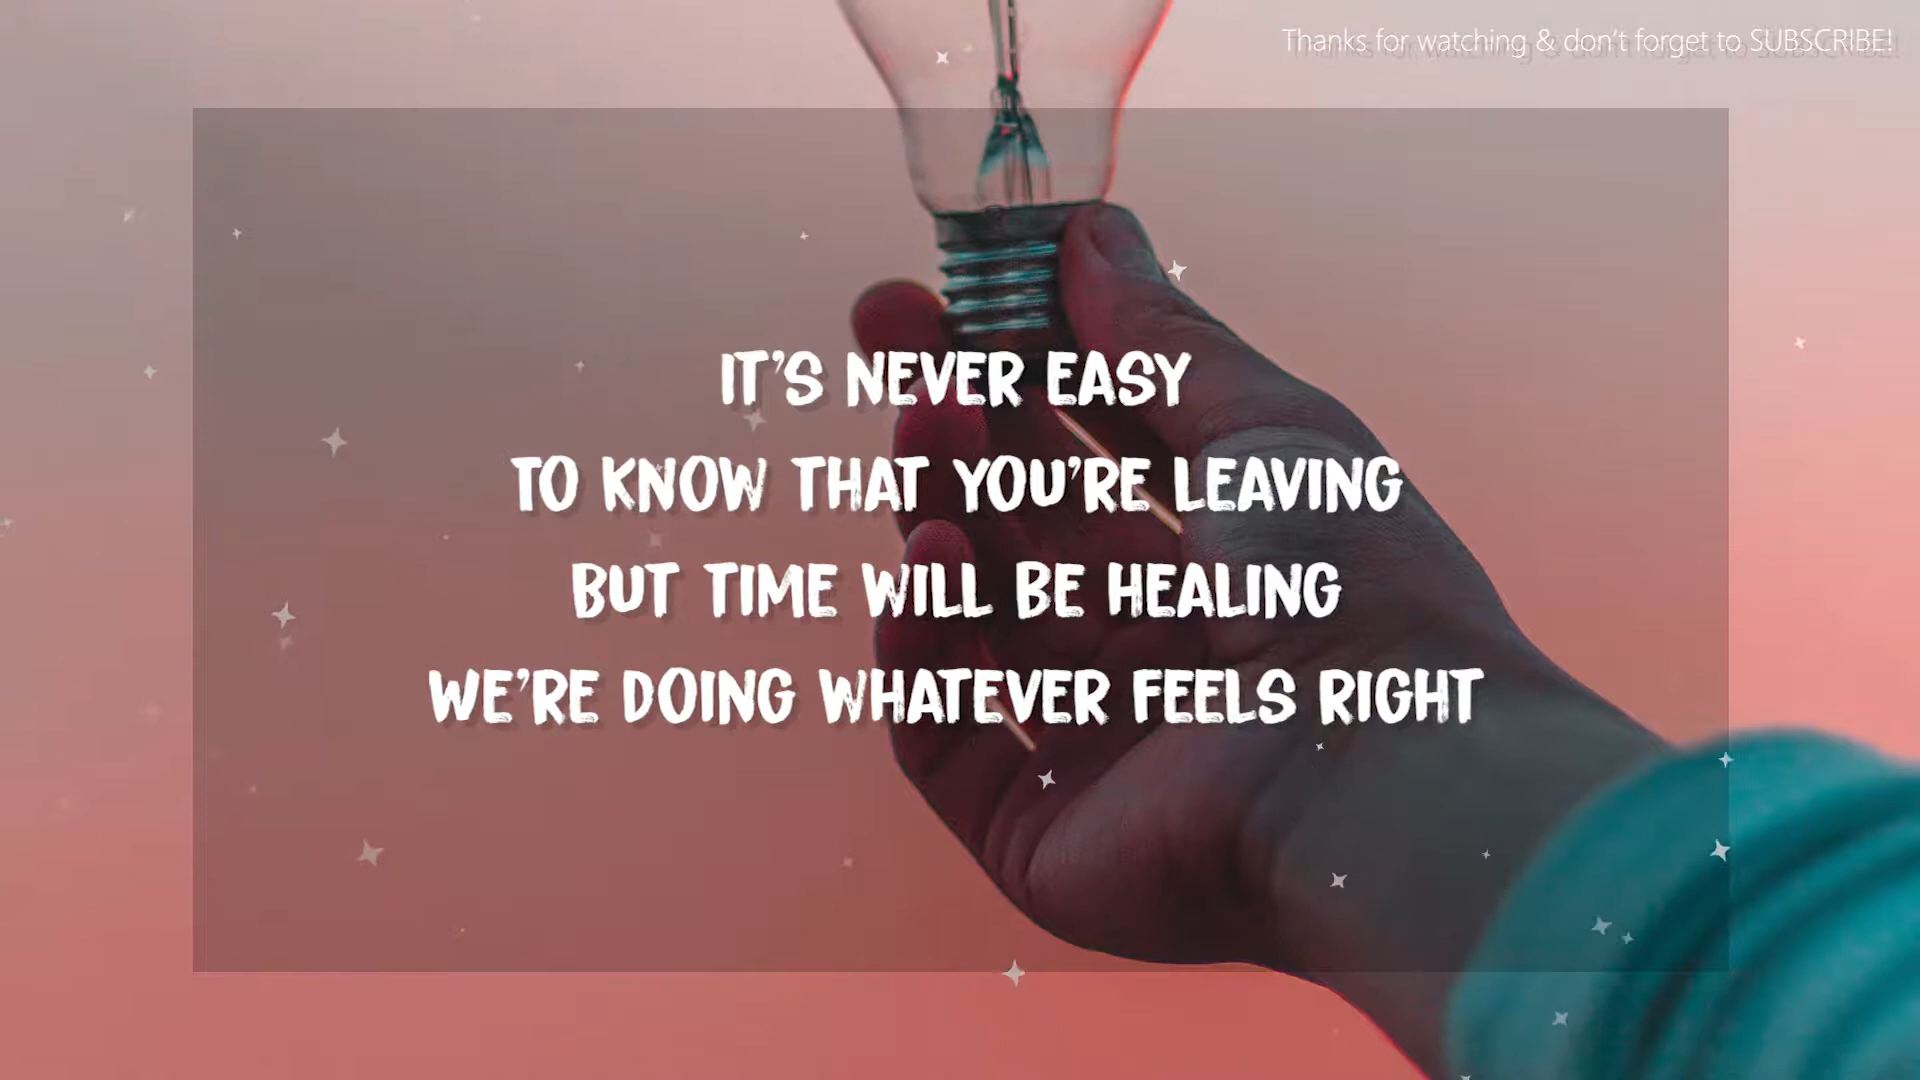 Thanks for watching & don't forget to SUBSCRIBE!
IT'S NEVER EASY
TO KNOW THAT YOU'RE LEAVING
BUT TIME WILL BE HEALING
WE'RE DOING WHATEVER FEELS RIGHT